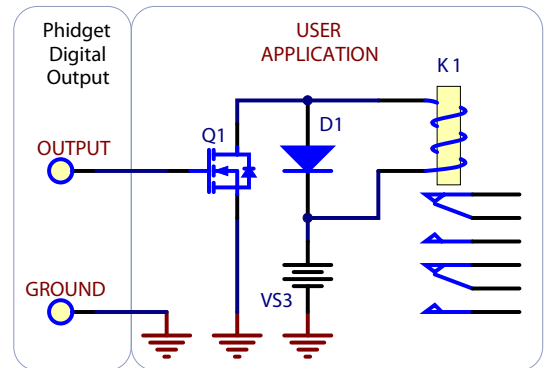 Phidget
Digital
Output
USER
APPLICATION
K1
Q1
D1
OUTPUT
GROUND
VS3